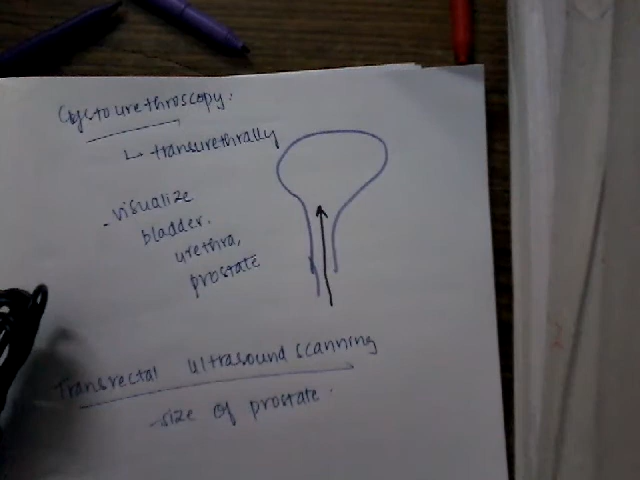 Cystourethroscopy:
↳ transurethrally
- visualize
bladder.
urethra,
prostate
Transrectal ultrasound scanning
- size of prostate.